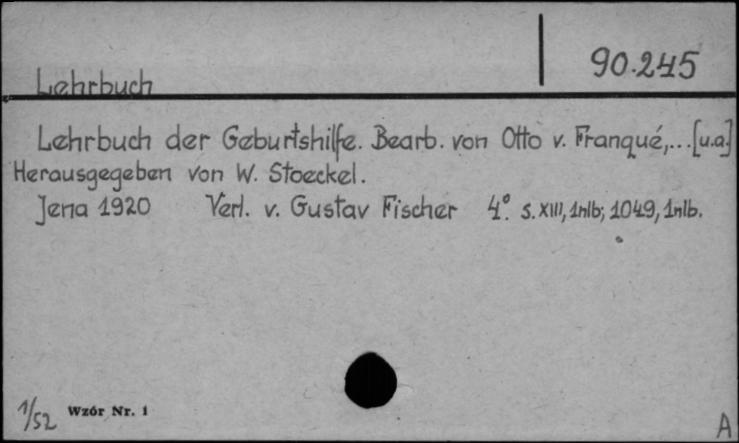 90.245
Lehrbuch
Lehrbuch der Geburtshilfe. Bearb. von Otto v. Franqué,...[u.a.]
Herausgegeben von W. Stoeckel.
Jena 1920 Verl. v. Gustav Fischer 4°. S. XIII, 1nlb; 1049, 1nlb.
1/52 Wzór Nr. 1
A